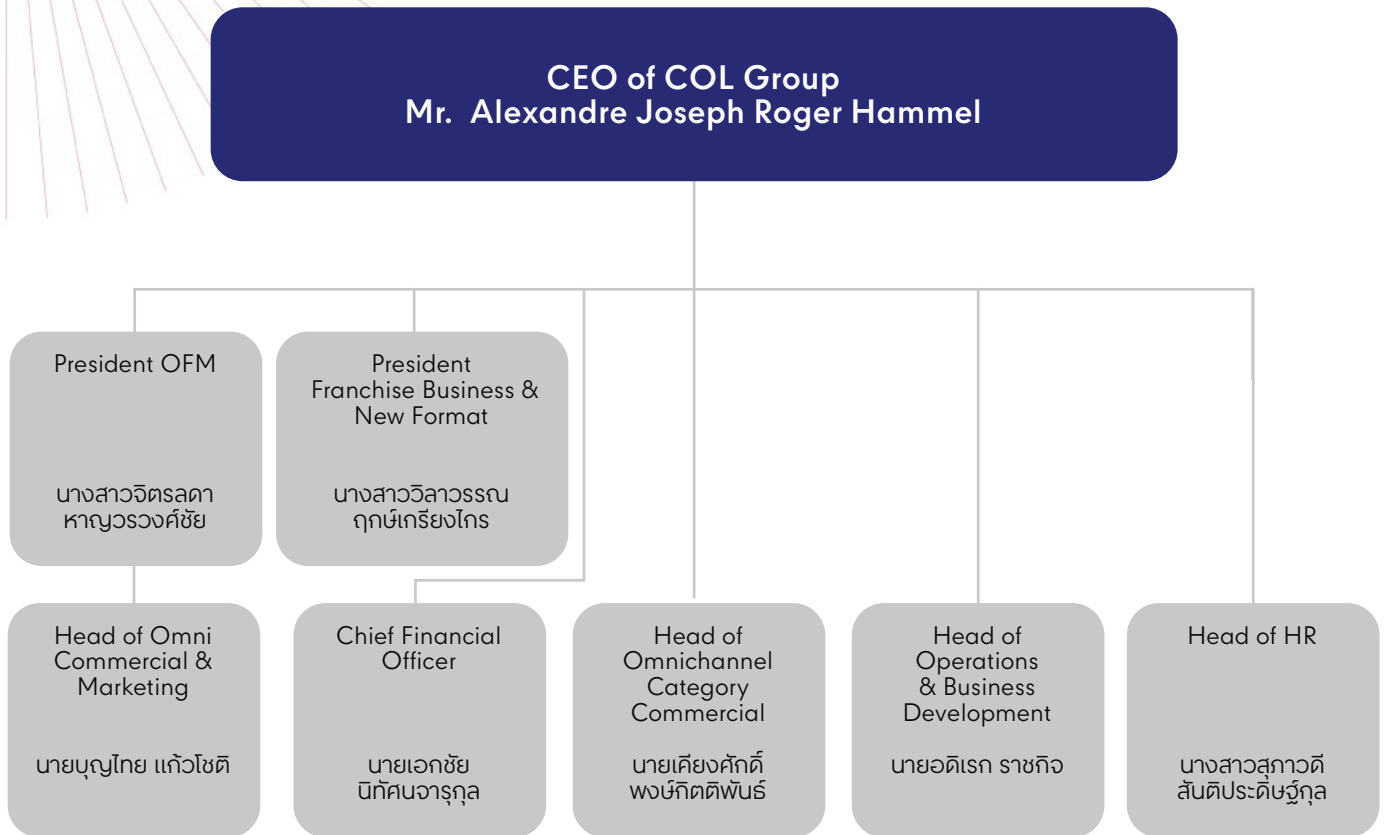 CEO of COL Group
Mr. Alexandre Joseph Roger Hammel
President OFM
นางสาวจิตรลดา
หาญวรวงศ์ชัย
President
Franchise Business &
New Format
นางสาววิลาวรรณ
ฤกษ์เกรียงไกร
Head of Omni
Commercial &
Marketing
นายบุญไทย แก้วโชติ
Chief Financial
Officer
นายเอกชัย
นิทัศนจารุกุล
Head of
Omnichannel
Category
Commercial
นายเคียงศักดิ์
พงษ์กิตติพันธ์
Head of
Operations
& Business
Development
นายอดิเรก ราชกิจ
Head of HR
นางสาวสุภาวดี
สันติประดิษฐ์กุล